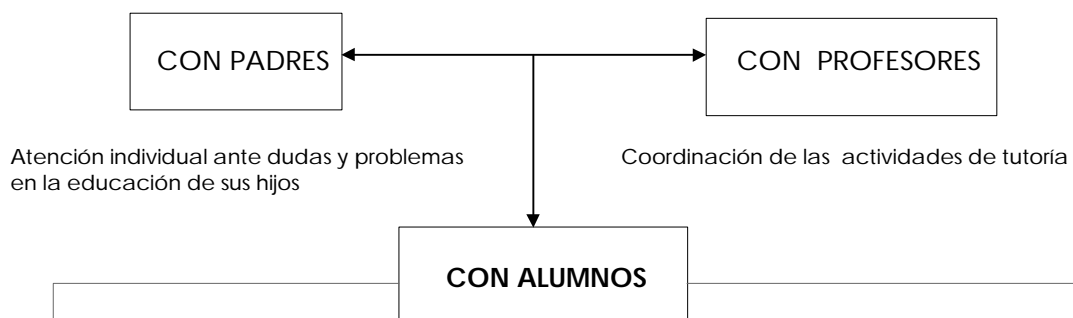 CON PADRES
CON PROFESORES
Atención individual ante dudas y problemas
en la educación de sus hijos
Coordinación de las actividades de tutoría
CON ALUMNOS